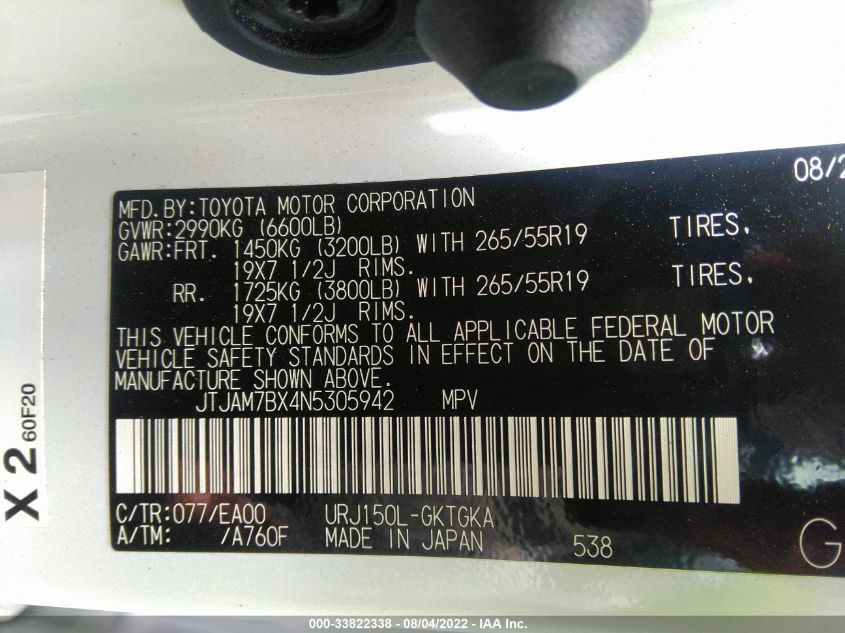 08/2
MFD.BY:TOYOTA MOTOR CORPORATION
GVWR:2990KG (6600LB)
GAWR:FRT. 1450KG (3200LB) WITH 265/55R19 TIRES,
19X7 1/2J RIMS.
RR. 1725KG (3800LB) WITH 265/55R19 TIRES,
19X7 1/2J RIMS.
THIS VEHICLE CONFORMS TO ALL APPLICABLE FEDERAL MOTOR
VEHICLE SAFETY STANDARDS IN EFFECT ON THE DATE OF
MANUFACTURE SHOWN ABOVE.
JTJAM7BX4N5305942 MPV
C/TR:077/EA00 URJ150L-GKTGKA
A/TM: /A760F MADE IN JAPAN 538
G
X 2 60F20
000-33822338 - 08/04/2022 - IAA Inc.